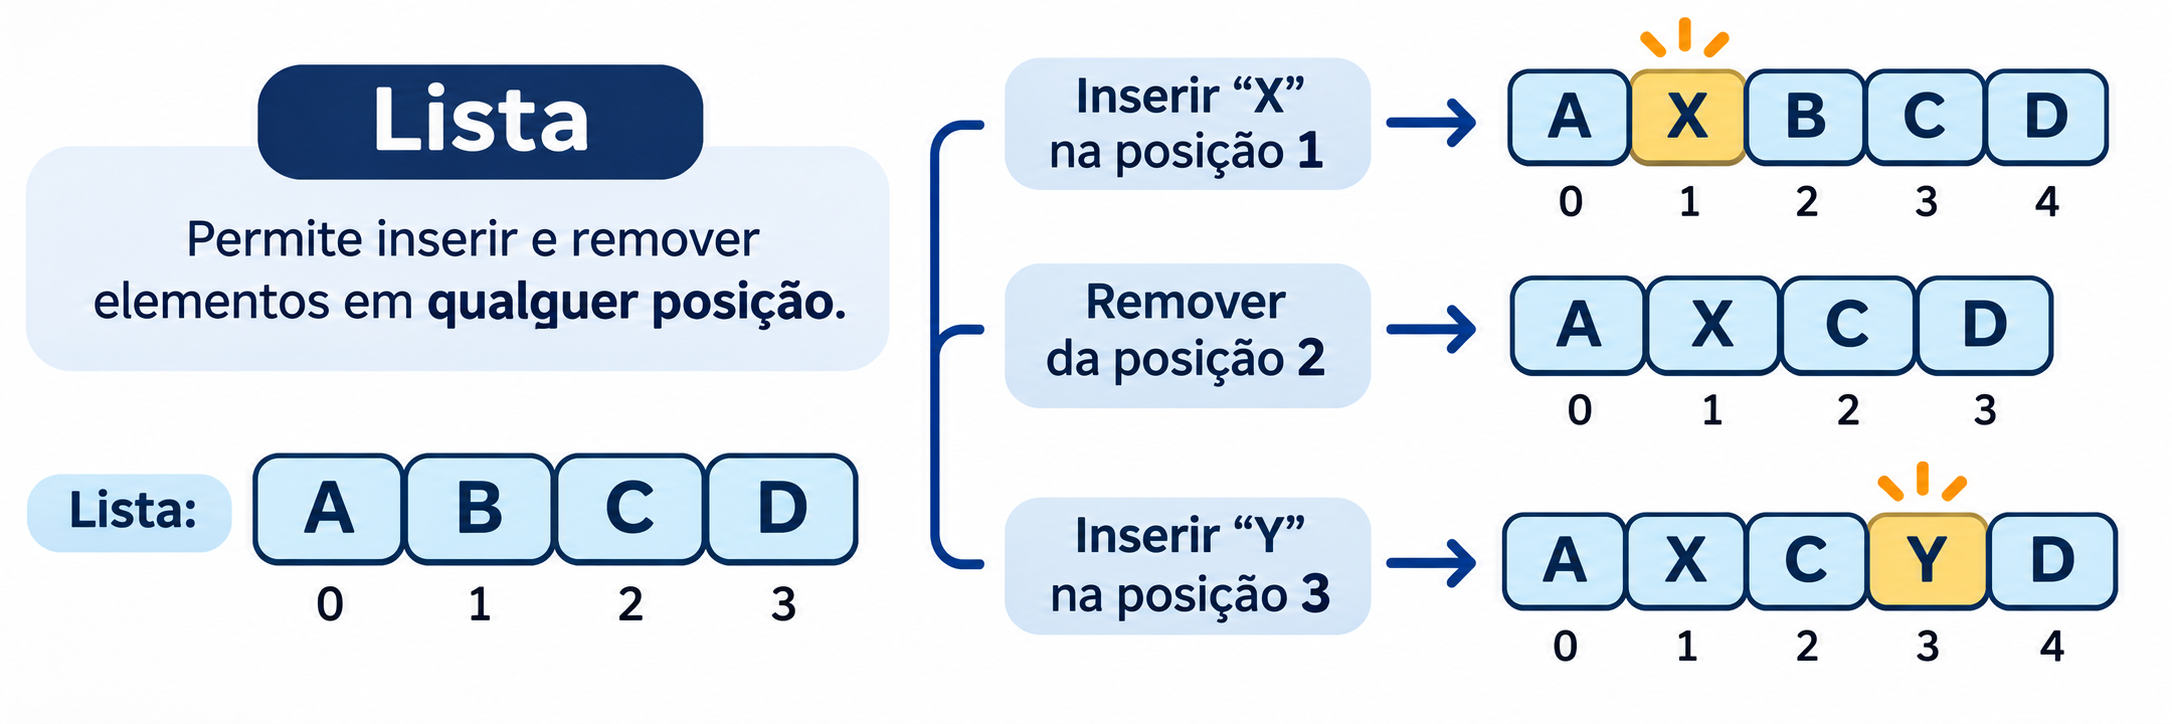 Lista
Permite inserir e remover
elementos em qualguer posição.
Lista:
A B C D
0 1 2 3
Inserir “X”
na posição 1
A X B C D
0 1 2 3 4
Remover
da posição 2
A X C D
0 1 2 3
Inserir “Y”
na posição 3
A X C Y D
0 1 2 3 4